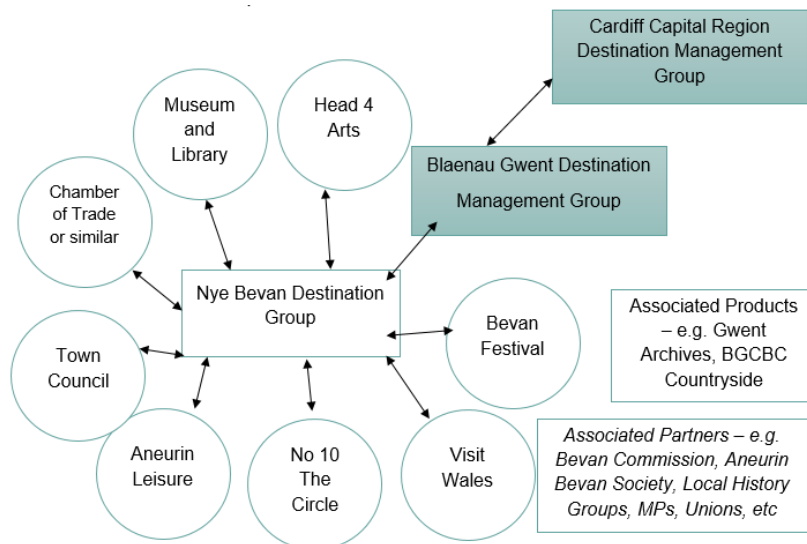 Cardiff Capital Region
Destination Management
Group
Museum
and
Library
Head 4
Arts
Blaenau Gwent Destination
Management Group
Chamber
of Trade
or similar
Nye Bevan Destination
Group
Bevan
Festival
Associated Products
– e.g. Gwent
Archives, BGCBC
Countryside
Town
Council
Aneurin
Leisure
No 10
The
Circle
Visit
Wales
Associated Partners – e.g.
Bevan Commission, Aneurin
Bevan Society, Local History
Groups, MPs, Unions, etc